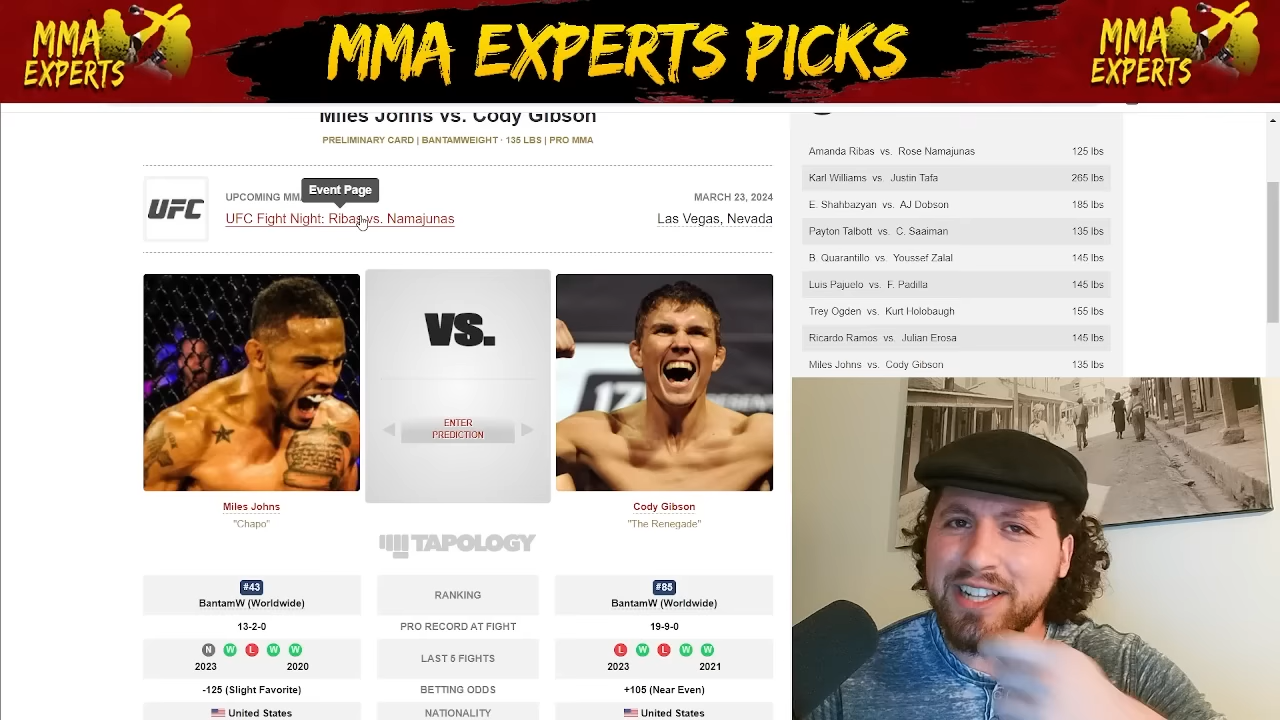 MMA
EXPERTS
MMA EXPERTS PICKS
MMA
EXPERTS
Miles Johns vs. Cody Gibson
PRELIMINARY CARD | BANTAMWEIGHT · 135 LBS | PRO MMA
UFC
UPCOMING MM
Event Page
MARCH 23, 2024
UFC Fight Night: Ribas vs. Namajunas
Las Vegas, Nevada
VS.
ENTER
PREDICTION
Miles Johns
"Chapo"
Cody Gibson
"The Renegade"
TAPOLOGY
#43
BantamW (Worldwide)
RANKING
#85
BantamW (Worldwide)
13-2-0
PRO RECORD AT FIGHT
19-9-0
N W L W W
2023 2020
LAST 5 FIGHTS
L W L W W
2023 2021
-125 (Slight Favorite)
BETTING ODDS
+105 (Near Even)
United States
NATIONALITY
United States
Amanda Ribas vs. Rose Namajunas 125 lbs
Karl Williams vs. Justin Tafa 265 lbs
E. Shahbazyan vs. AJ Dobson 185 lbs
Payton Talbott vs. C. Saaiman 135 lbs
B. Quarantillo vs. Youssef Zalal 145 lbs
Luis Pajuelo vs. F. Padilla 145 lbs
Trey Ogden vs. Kurt Holobaugh 155 lbs
Ricardo Ramos vs. Julian Erosa 145 lbs
Miles Johns vs. Cody Gibson 135 lbs